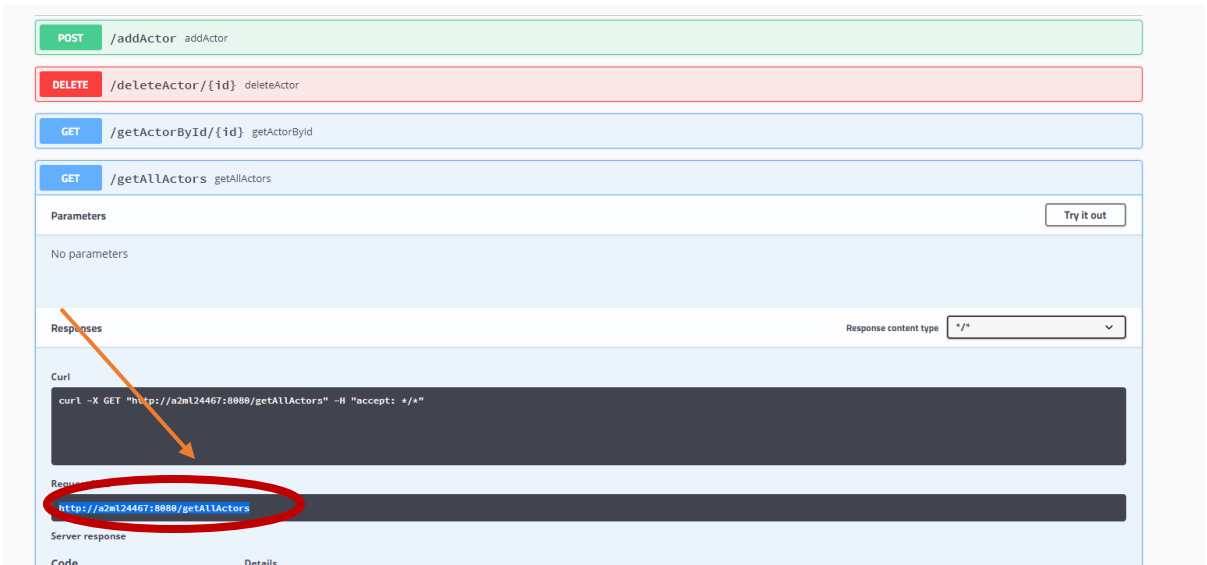 POST /addActor addActor
DELETE /deleteActor/{id} deleteActor
GET /getActorById/{id} getActorById
GET /getAllActors getAllActors
Parameters Try it out
No parameters
Responses Response content type */*
Curl
curl -X GET "http://a2ml24467:8080/getAllActors" -H "accept: */*"
http://a2ml24467:8080/getAllActors
Server response
Code Details